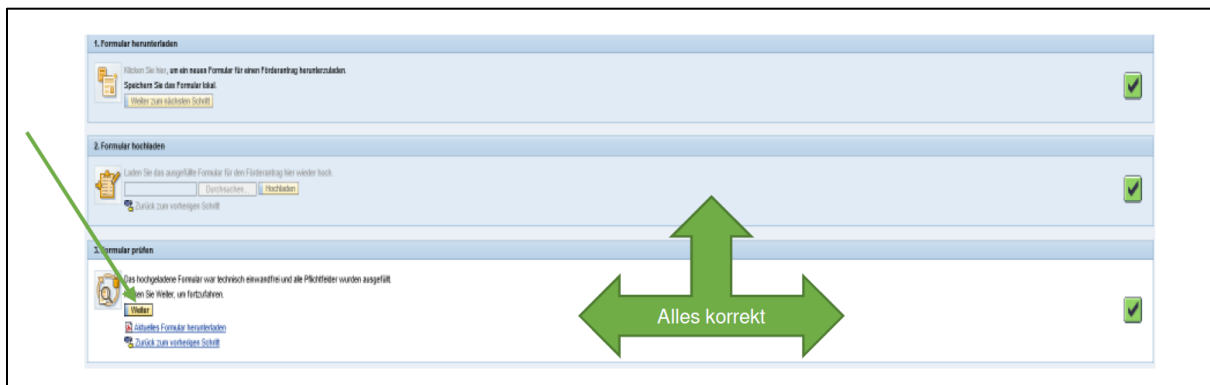 1. Formular herunterladen
Klicken Sie hier, um ein neues Formular für einen Förderantrag herunterzuladen.
Speichern Sie das Formular lokal.
Weiter zum nächsten Schritt
2. Formular hochladen
Laden Sie das ausgefüllte Formular für den Förderantrag hier wieder hoch.
Durchsuchen... Hochladen
Zurück zum vorherigen Schritt
3. Formular prüfen
Das hochgeladene Formular war technisch einwandfrei und alle Pflichtfelder wurden ausgefüllt.
Sie Weiter, um fortzufahren.
Weiter
Alles korrekt
Aktuelles Formular herunterladen
Zurück zum vorherigen Schritt